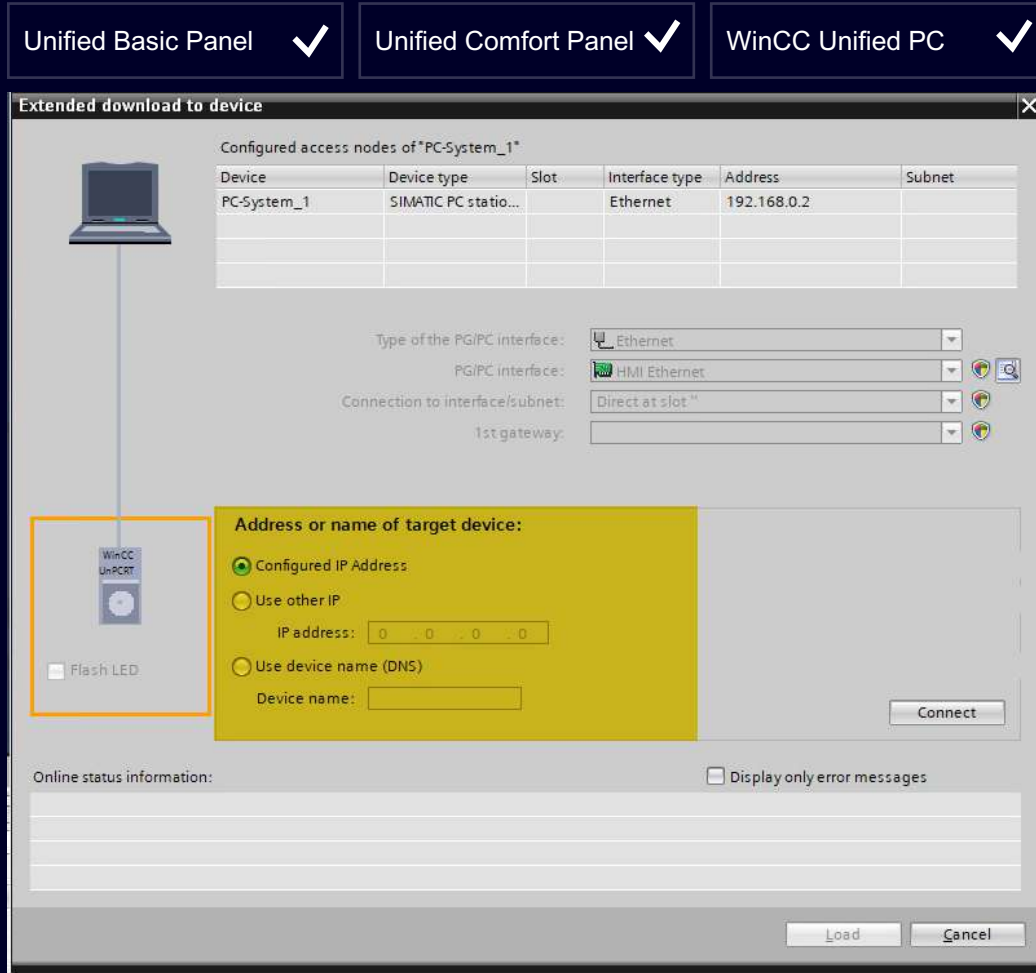 Unified Basic Panel
Unified Comfort Panel
WinCC Unified PC
Extended download to device
Configured access nodes of "PC-System_1"
Device Device type Slot Interface type Address Subnet
PC-System_1 SIMATIC PC statio... Ethernet 192.168.0.2
Type of the PG/PC interface: Ethernet
PG/PC interface: HMI Ethernet
Connection to interface/subnet: Direct at slot ''
1st gateway:
Address or name of target device:
WinCC
UnPCRT
Configured IP Address
Use other IP
IP address: 0 . 0 . 0 . 0
Flash LED
Use device name (DNS)
Device name:
Connect
Online status information:
Display only error messages
Load
Cancel